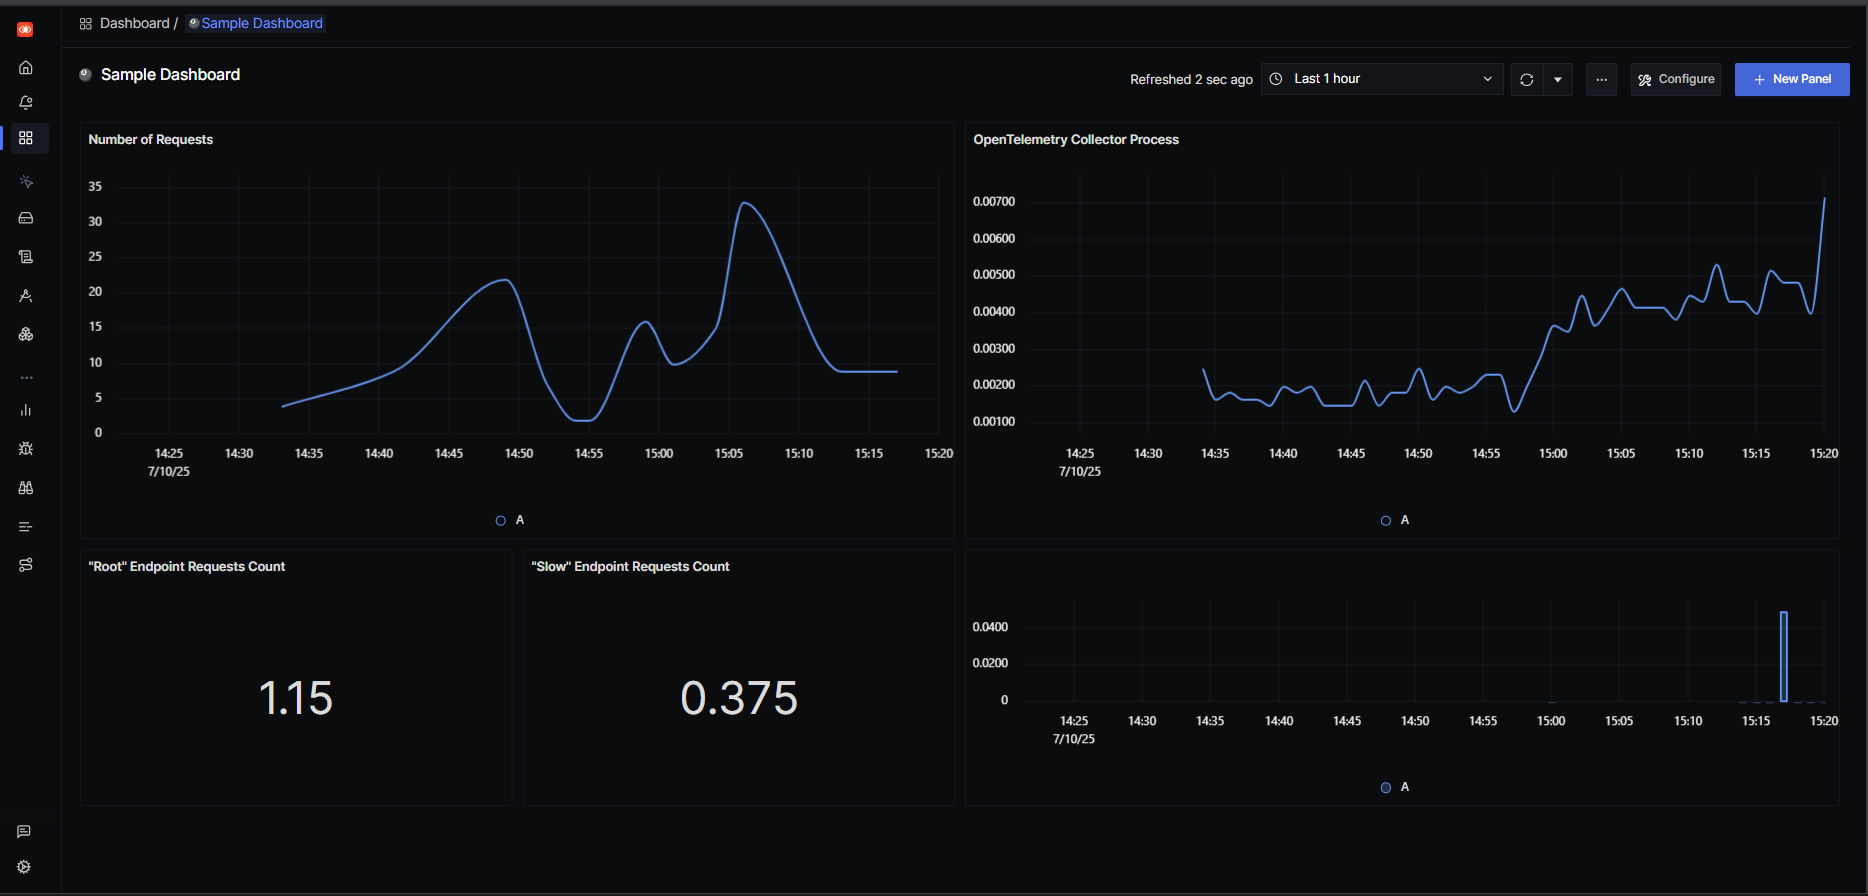 Dashboard / Sample Dashboard
Sample Dashboard
Refreshed 2 sec ago
Last 1 hour
Configure
New Panel
Number of Requests
35
30
25
20
15
10
5
0
14:25 14:30 14:35 14:40 14:45 14:50 14:55 15:00 15:05 15:10 15:15 15:20
7/10/25
A
OpenTelemetry Collector Process
0.00700
0.00600
0.00500
0.00400
0.00300
0.00200
0.00100
14:25 14:30 14:35 14:40 14:45 14:50 14:55 15:00 15:05 15:10 15:15 15:20
7/10/25
A
"Root" Endpoint Requests Count
1.15
"Slow" Endpoint Requests Count
0.375
0.0400
0.0200
0
14:25 14:30 14:35 14:40 14:45 14:50 14:55 15:00 15:05 15:10 15:15 15:20
7/10/25
A